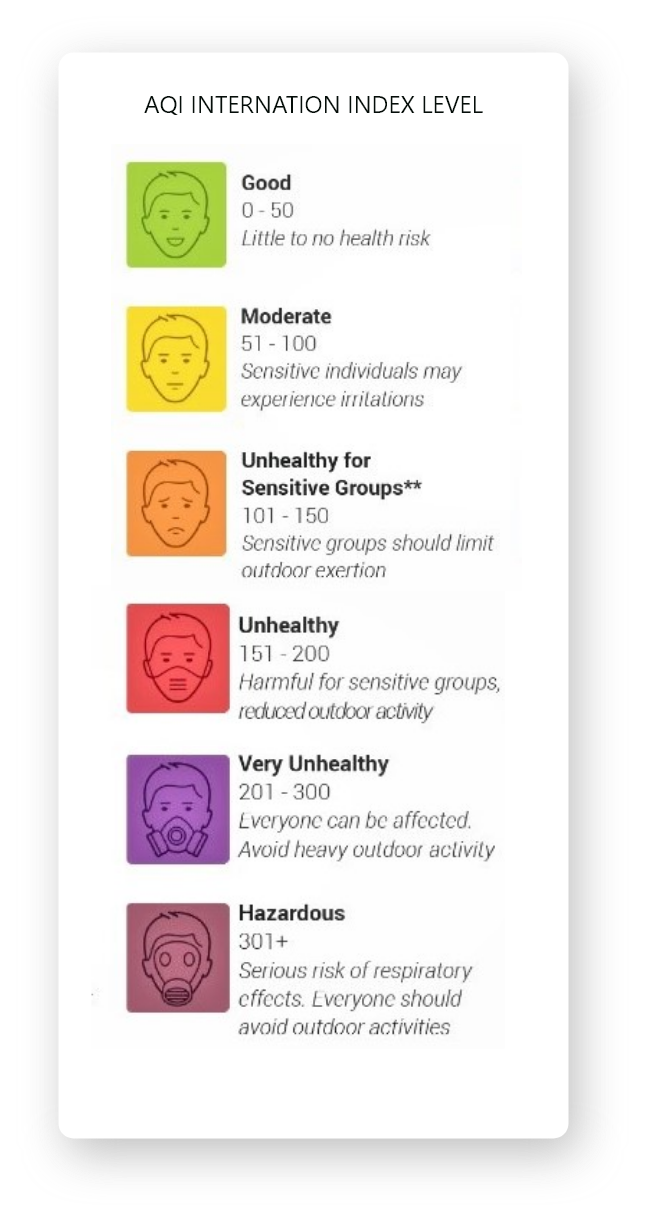 AQI INTERNATION INDEX LEVEL
Good
0 - 50
Little to no health risk
Moderate
51 - 100
Sensitive individuals may
experience irritations
Unhealthy for
Sensitive Groups**
101 - 150
Sensitive groups should limit
outdoor exertion
Unhealthy
151 - 200
Harmful for sensitive groups,
reduced outdoor activity
Very Unhealthy
201 - 300
Everyone can be affected.
Avoid heavy outdoor activity
Hazardous
301+
Serious risk of respiratory
effects. Everyone should
avoid outdoor activities